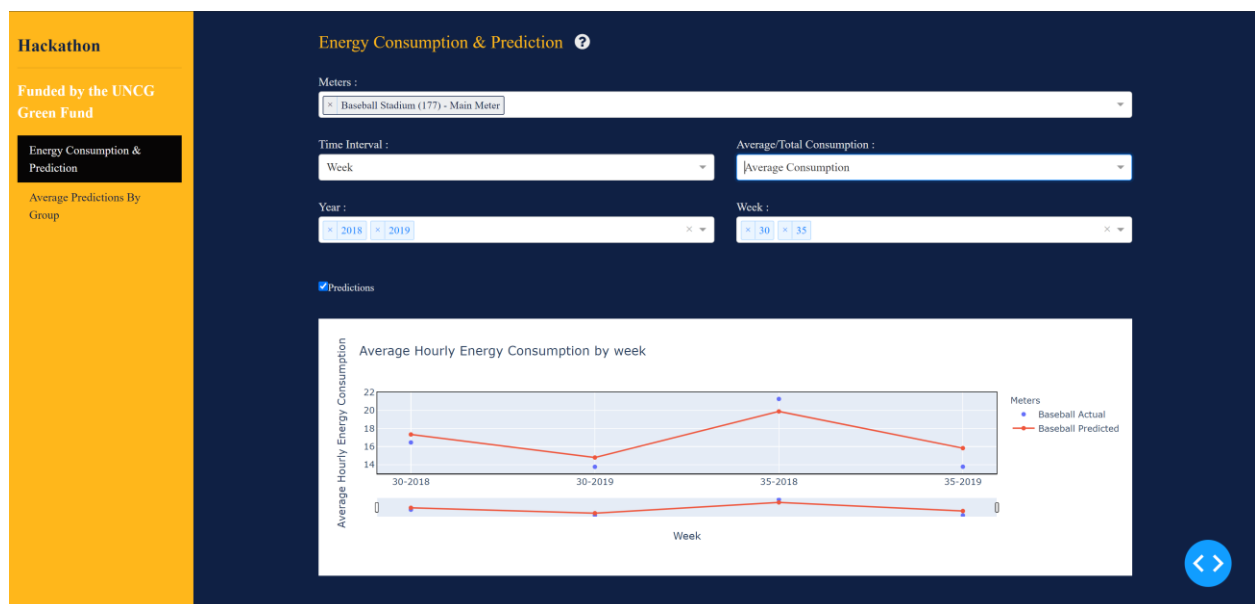 Hackathon
Funded by the UNCG
Green Fund
Energy Consumption &
Prediction
Average Predictions By
Group
Energy Consumption & Prediction ?
Meters :
× Baseball Stadium (177) - Main Meter
Time Interval :
Average/Total Consumption :
Week
Average Consumption
Year :
Week :
× 2018 × 2019 ×
× 30 × 35 ×
Predictions
Average Hourly Energy Consumption by week
Average Hourly Energy Consumption
22
20
18
16
14
30-2018
30-2019
35-2018
35-2019
Week
Meters
Baseball Actual
Baseball Predicted
< >